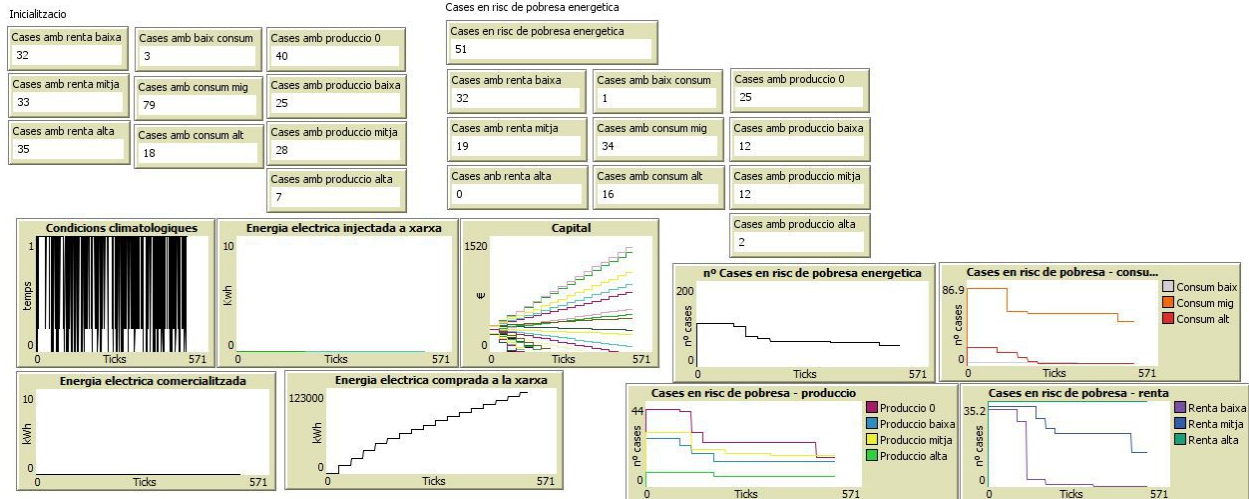 Inicialitzacio
Cases amb renta baixa
32
Cases amb baix consum
3
Cases amb produccio 0
40
Cases amb renta mitja
33
Cases amb consum mig
79
Cases amb produccio baixa
25
Cases amb renta alta
35
Cases amb consum alt
18
Cases amb produccio mitja
28
Cases amb produccio alta
7
Cases en risc de pobresa energetica
Cases en risc de pobresa energetica
51
Cases amb renta baixa
32
Cases amb baix consum
1
Cases amb produccio 0
25
Cases amb renta mitja
19
Cases amb consum mig
34
Cases amb produccio baixa
12
Cases anb renta alta
0
Cases amb consum alt
16
Cases amb produccio mitja
12
Cases amb produccio alta
2
Condicions climatologiques
1
temps
0
0 Ticks 571
Energia electrica injectada a xarxa
10
Kwh
0
0 Ticks 571
Capital
1520
€
0
0 Ticks 571
nº Cases en risc de pobresa energetica
200
nº cases
0
0 Ticks 571
Cases en risc de pobresa - consu...
86.9
nº cases
0
0 Ticks 571
Consum baix
Consum mig
Consum alt
Energia electrica comercialitzada
10
kWh
0
0 Ticks 571
Energia electrica comprada a la xarxa
123000
kWh
0
0 Ticks 571
Cases en risc de pobresa - produccio
44
nº cases
0
0 Ticks 571
Produccio 0
Produccio baixa
Produccio mitja
Produccio alta
Cases en risc de pobresa - renta
35.2
nº cases
0
0 Ticks 571
Renta baixa
Renta mitja
Renta alta